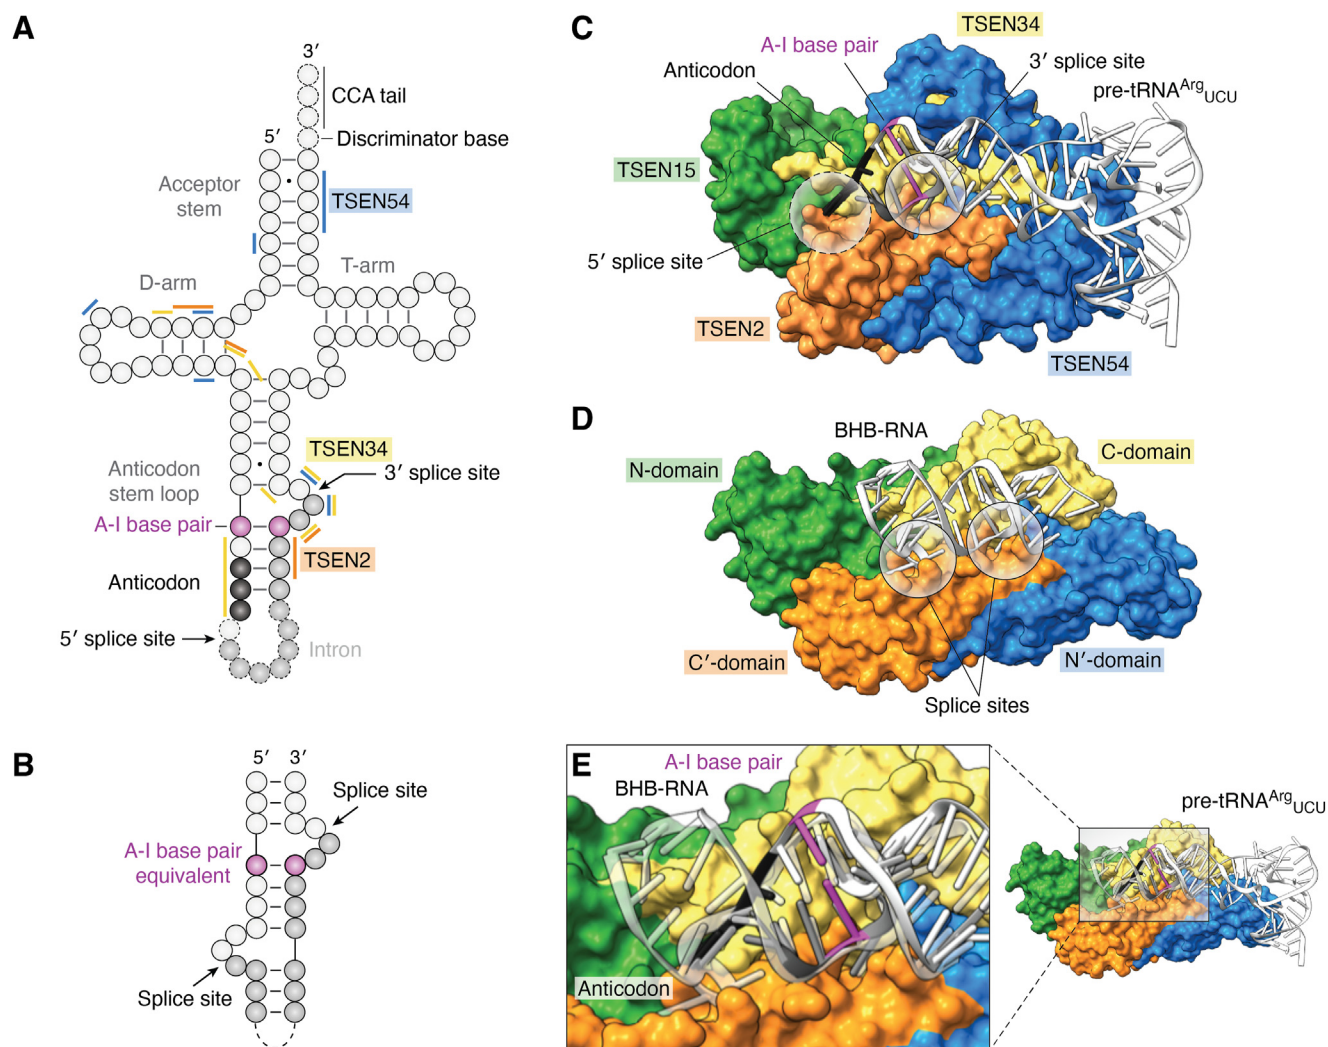 A
3′
CCA tail
5′
Discriminator base
Acceptor
stem
TSEN54
T-arm
D-arm
TSEN34
3′ splice site
Anticodon
stem loop
A-I base pair
TSEN2
Anticodon
5′ splice site
Intron
B
5′ 3′
Splice site
A-I base pair
equivalent
Splice site
C
TSEN34
A-I base pair
3′ splice site
Anticodon
pre-tRNAArgUCU
TSEN15
5′ splice site
TSEN2
TSEN54
D
BHB-RNA
N-domain
C-domain
C′-domain
N′-domain
Splice sites
E
A-I base pair
BHB-RNA
Anticodon
pre-tRNAArgUCU